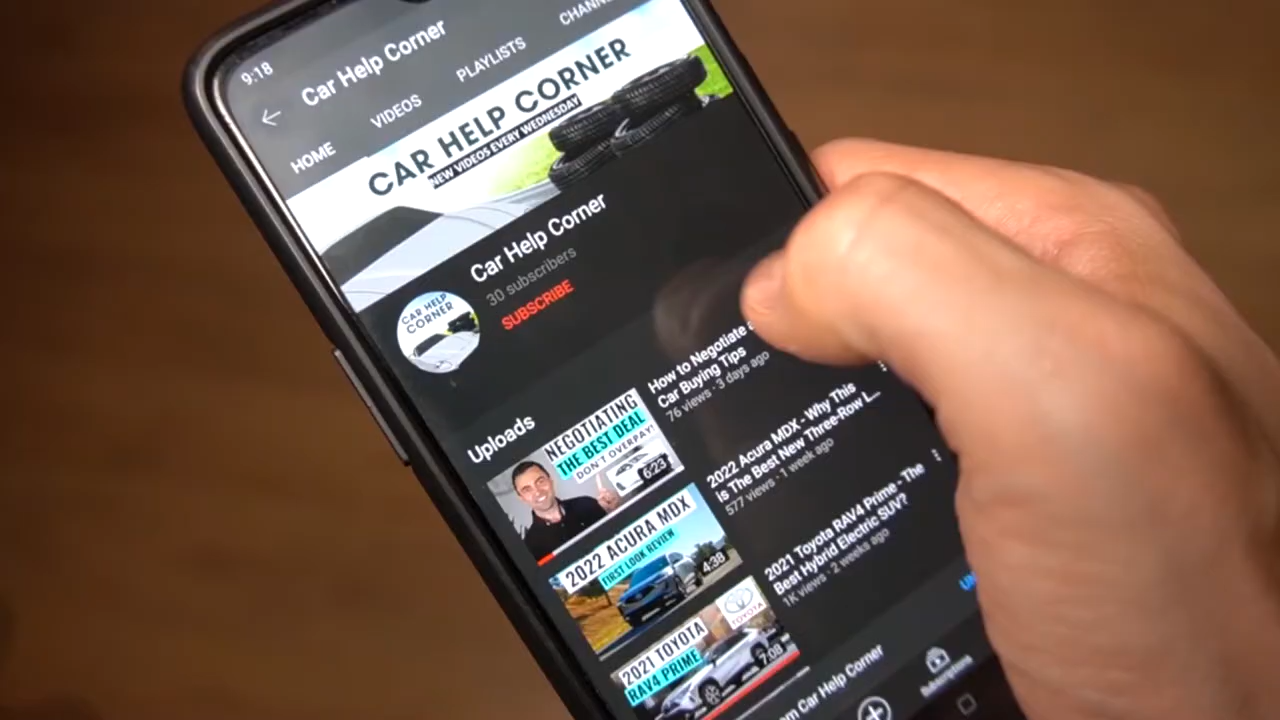 9:18
Car Help Corner
HOME
VIDEOS
PLAYLISTS
CAR HELP CORNER
NEW VIDEOS EVERY WEDNESDAY
CAR HELP
CORNER
Car Help Corner
30 subscribers
SUBSCRIBE
Uploads
NEGOTIATING
THE BEST DEAL
DON'T OVERPAY!
6:23
How to Negotiate
Car Buying Tips
76 views · 3 days ago
2022 ACURA MDX
FIRST LOOK REVIEW
4:38
2022 Acura MDX - Why This
is The Best New Three-Row L...
577 views · 1 week ago
2021 TOYOTA
RAV4 PRIME
TOYOTA
7:08
2021 Toyota RAV4 Prime - The
Best Hybrid Electric SUV?
1K views · 2 weeks ago
Car Help Corner
Subscriptions